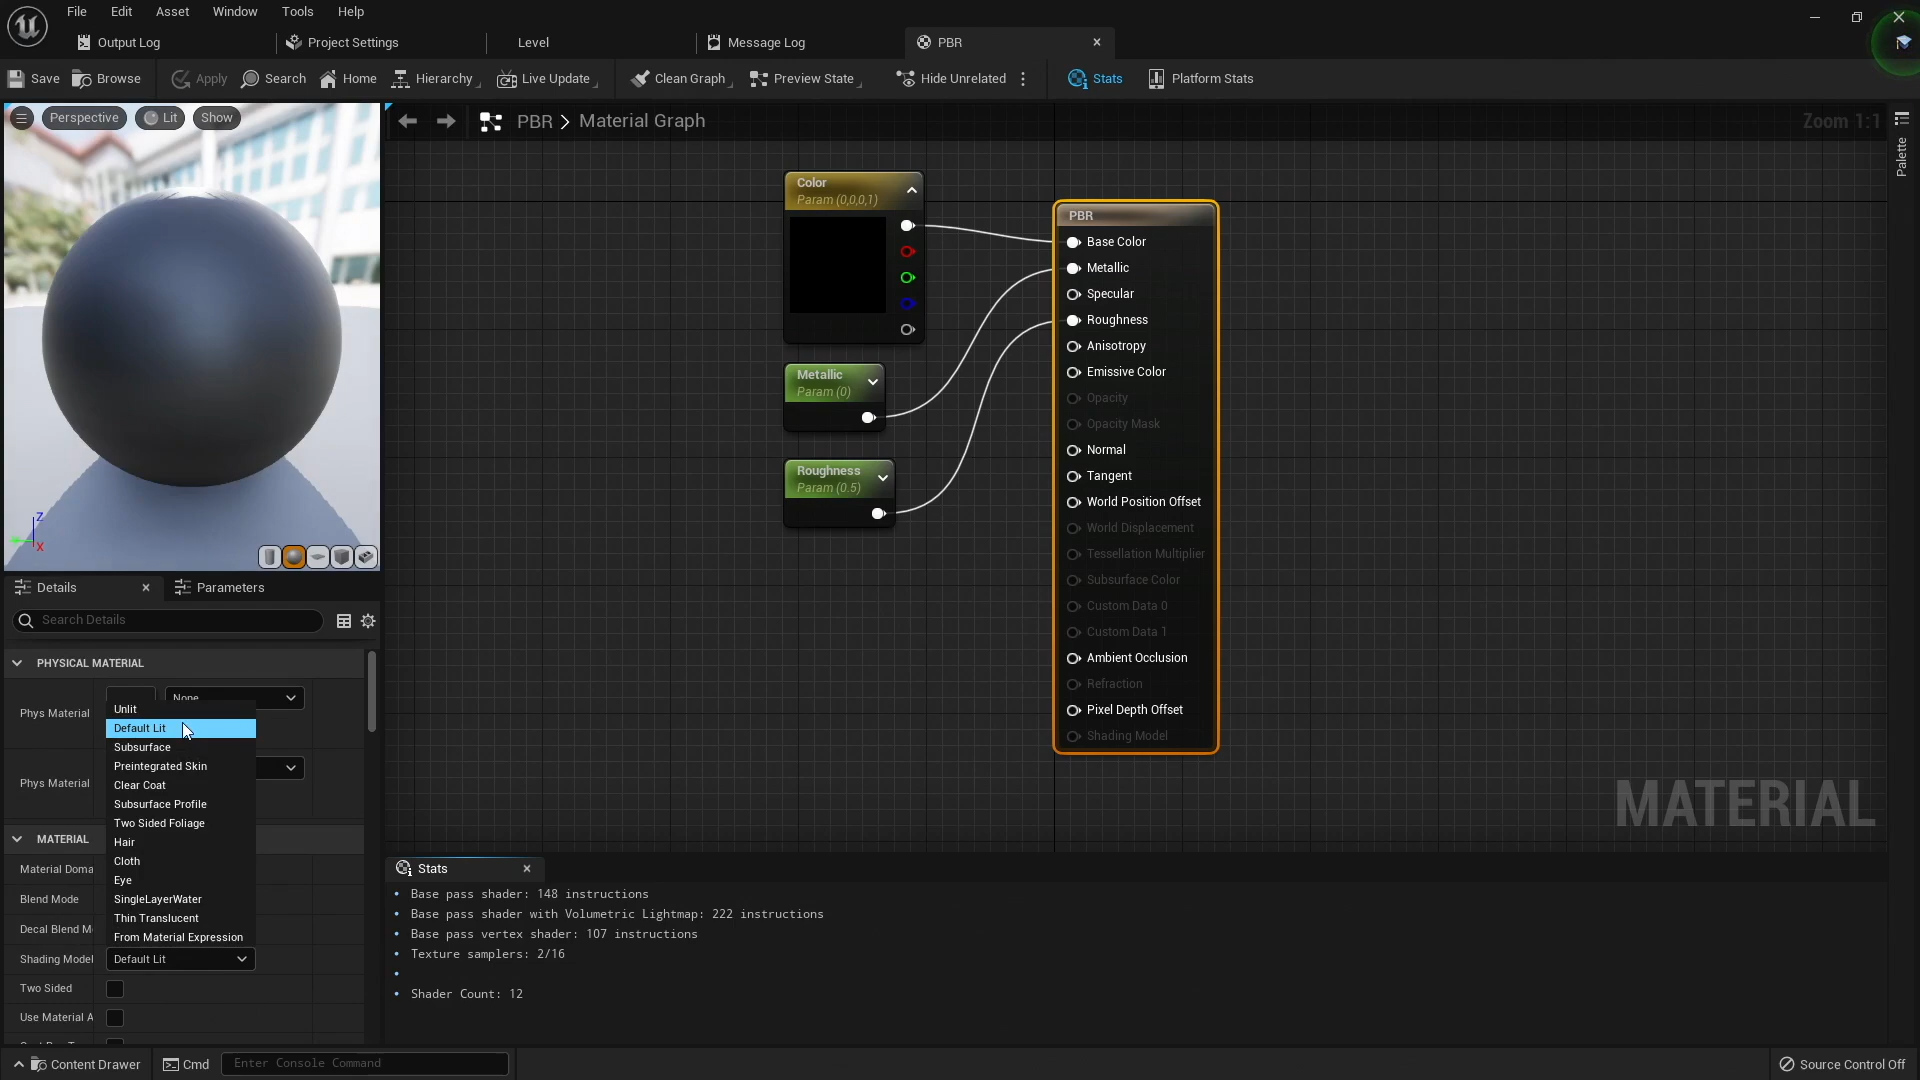 File Edit Asset Window Tools Help
Output Log Project Settings Level Message Log PBR
Save Browse Apply Search Home Hierarchy Live Update Clean Graph Preview State Hide Unrelated Stats Platform Stats
Perspective Lit Show
PBR > Material Graph
Zoom 1:1
Palette
Color
Param (0,0,0,1)
Metallic
Param (0)
Roughness
Param (0.5)
PBR
Base Color
Metallic
Specular
Roughness
Anisotropy
Emissive Color
Opacity
Opacity Mask
Normal
Tangent
World Position Offset
World Displacement
Tessellation Multiplier
Subsurface Color
Custom Data 0
Custom Data 1
Ambient Occlusion
Refraction
Pixel Depth Offset
Shading Model
MATERIAL
Z
X
Details Parameters
Search Details
PHYSICAL MATERIAL
None
Phys Material
Phys Material
Unlit
Default Lit
Subsurface
Preintegrated Skin
Clear Coat
Subsurface Profile
Two Sided Foliage
Hair
Cloth
Eye
SingleLayerWater
Thin Translucent
From Material Expression
MATERIAL
Material Doma
Blend Mode
Decal Blend M
Shading Model Default Lit
Two Sided
Use Material A
Stats
Base pass shader: 148 instructions
Base pass shader with Volumetric Lightmap: 222 instructions
Base pass vertex shader: 107 instructions
Texture samplers: 2/16
Shader Count: 12
Content Drawer Cmd Enter Console Command Source Control Off